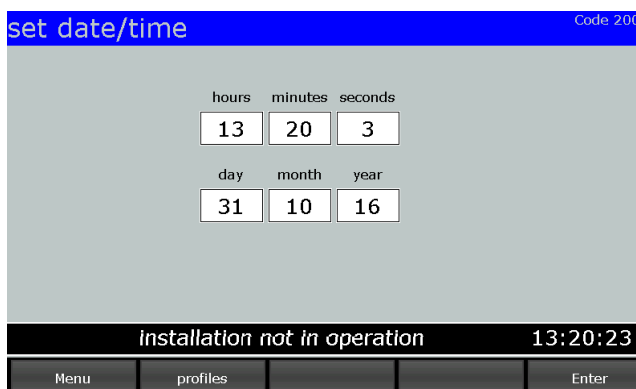 set date/time Code 200
hours minutes seconds
13 20 3
day month year
31 10 16
installation not in operation 13:20:23
Menu profiles Enter